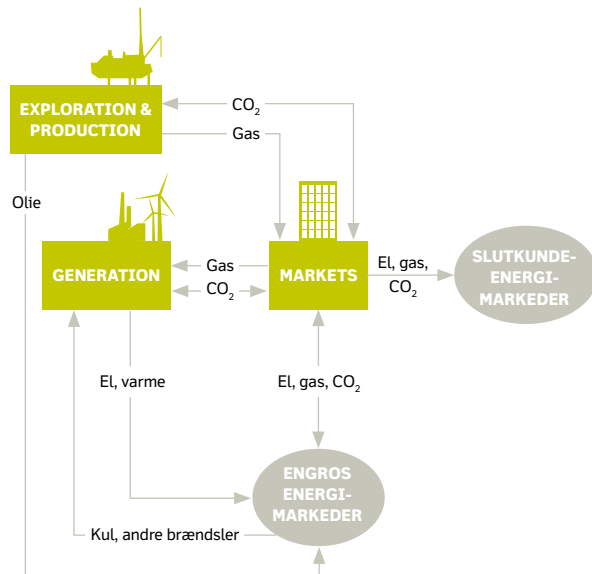 EXPLORATION &
PRODUCTION
CO₂
Gas
Olie
GENERATION
Gas
CO₂
MARKETS
El, gas,
CO₂
SLUTKUNDE-
ENERGI-
MARKEDER
El, varme
El, gas, CO₂
ENGROS
ENERGI-
MARKEDER
Kul, andre brændsler